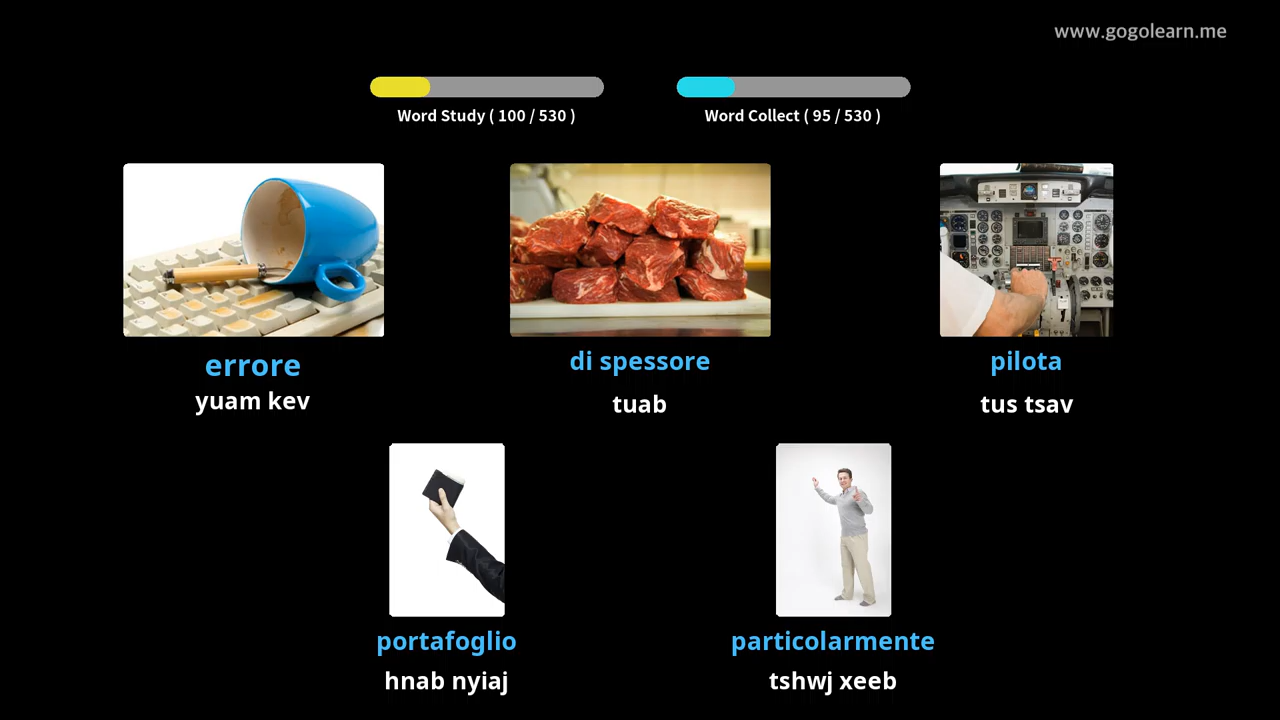 www.gogolearn.me
Word Study ( 100 / 530 )
Word Collect ( 95 / 530 )
errore
yuam kev
di spessore
tuab
pilota
tus tsav
portafoglio
hnab nyiaj
particolarmente
tshwj xeeb